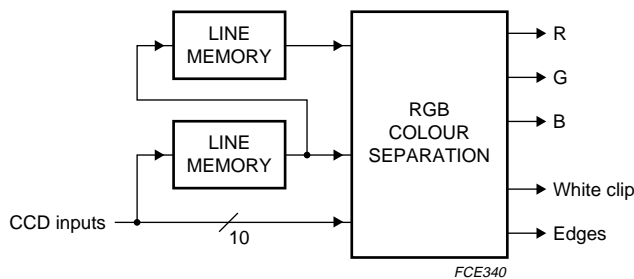 LINE
MEMORY
LINE
MEMORY
RGB
COLOUR
SEPARATION
R
G
B
White clip
Edges
CCD inputs
10
FCE340